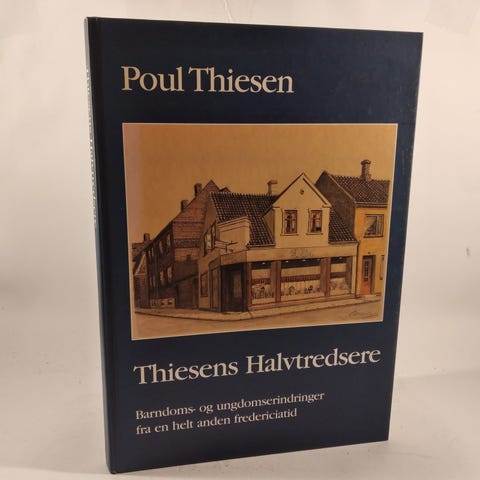 Poul Thiesen
Thiesens Halvtredsere
Barndoms- og ungdomserindringer
fra en helt anden fredericiatid